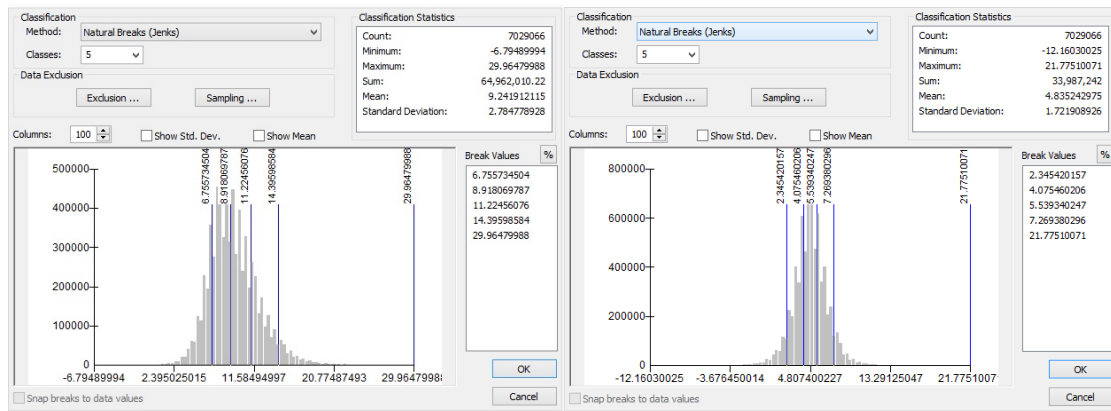 Classification
Method: Natural Breaks (Jenks)
Classes: 5
Data Exclusion
Exclusion ... Sampling ...
Classification Statistics
Count: 7029066
Minimum: -6.79489994
Maximum: 29.96479988
Sum: 64,962,010.22
Mean: 9.241912115
Standard Deviation: 2.784778928
Columns: 100 Show Std. Dev. Show Mean
Break Values %
6.755734504
8.918069787
11.22456076
14.39598584
29.96479988
500000
400000
300000
200000
100000
0
6.755734504
8.918069787
11.22456076
14.39598584
29.96479988
-6.79489994 2.395025015 11.58494997 20.77487493 29.96479988
OK
Cancel
Snap breaks to data values
Classification
Method: Natural Breaks (Jenks)
Classes: 5
Data Exclusion
Exclusion ... Sampling ...
Classification Statistics
Count: 7029066
Minimum: -12.16030025
Maximum: 21.77510071
Sum: 33,987,242
Mean: 4.835242975
Standard Deviation: 1.721908926
Columns: 100 Show Std. Dev. Show Mean
Break Values %
2.345420157
4.075460206
5.539340247
7.269380296
21.77510071
800000
600000
400000
200000
0
2.345420157
4.075460206
5.539340247
7.269380296
21.77510071
-12.16030025 -3.676450014 4.807400227 13.29125047 21.7751007
OK
Cancel
Snap breaks to data values